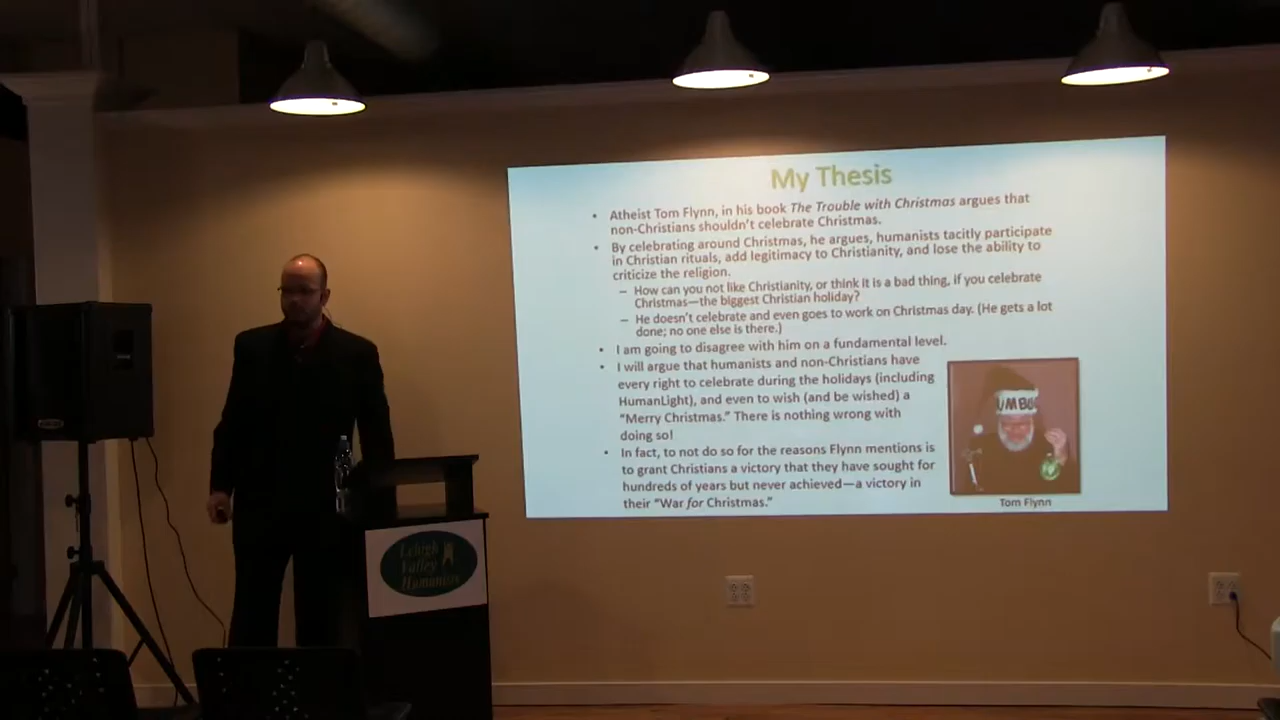 My Thesis
• Atheist Tom Flynn, in his book The Trouble with Christmas argues that
non-Christians shouldn't celebrate Christmas.
• By celebrating around Christmas, he argues, humanists tacitly participate
in Christian rituals, add legitimacy to Christianity, and lose the ability to
criticize the religion.
– How can you not like Christianity, or think it is a bad thing, if you celebrate
Christmas—the biggest Christian holiday?
– He doesn't celebrate and even goes to work on Christmas day. (He gets a lot
done; no one else is there.)
• I am going to disagree with him on a fundamental level.
• I will argue that humanists and non-Christians have
every right to celebrate during the holidays (including
HumanLight), and even to wish (and be wished) a
"Merry Christmas." There is nothing wrong with
doing so!
• In fact, to not do so for the reasons Flynn mentions is
to grant Christians a victory that they have sought for
hundreds of years but never achieved—a victory in
their "War for Christmas."
Tom Flynn
Lehigh
Valley
Humanists